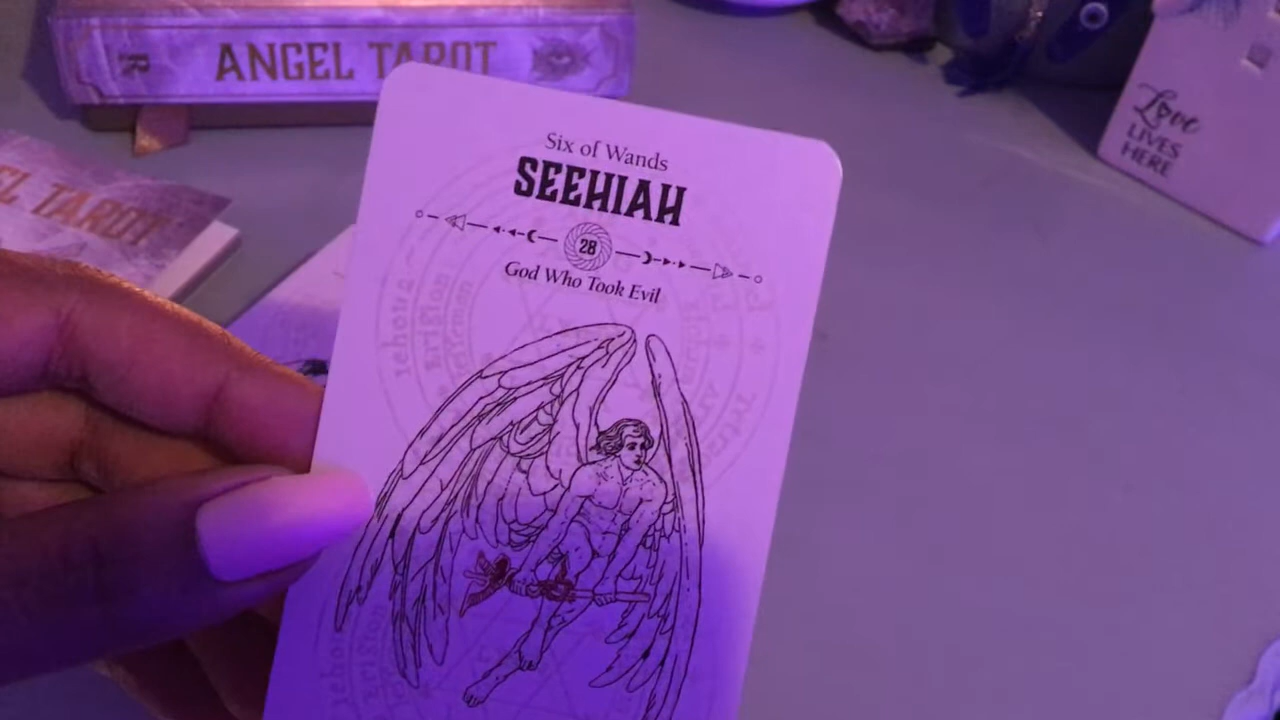 R ANGEL TAROT
EL TAROT
Six of Wands
SEEHIAH
28
God Who Took Evil
Love
LIVES
HERE